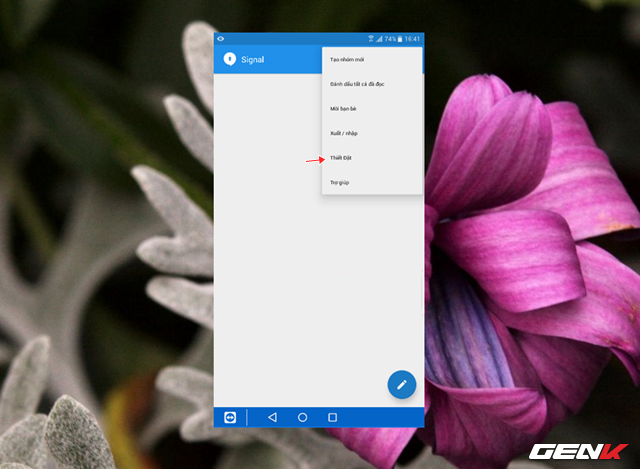 74% 16:41
Signal
Tạo nhóm mới
Đánh dấu tất cả đã đọc
Mời bạn bè
Xuất / nhập
Thiết Đặt
Trợ giúp
GENK